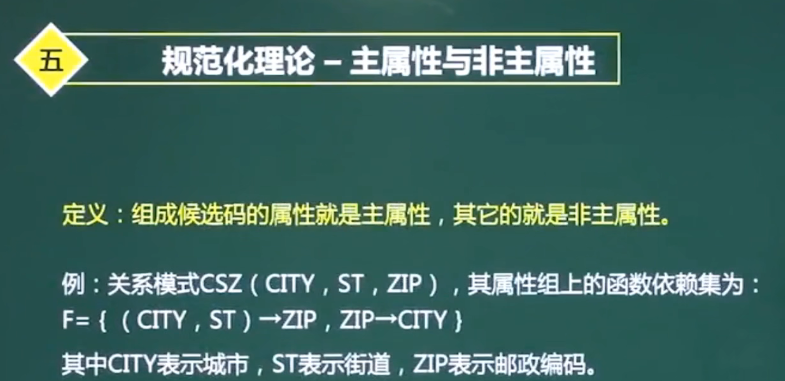 五
规范化理论 – 主属性与非主属性
定义：组成候选码的属性就是主属性，其它的就是非主属性。
例：关系模式CSZ（CITY，ST，ZIP），其属性组上的函数依赖集为：
F=｛（CITY，ST）→ZIP，ZIP→CITY｝
其中CITY表示城市，ST表示街道，ZIP表示邮政编码。